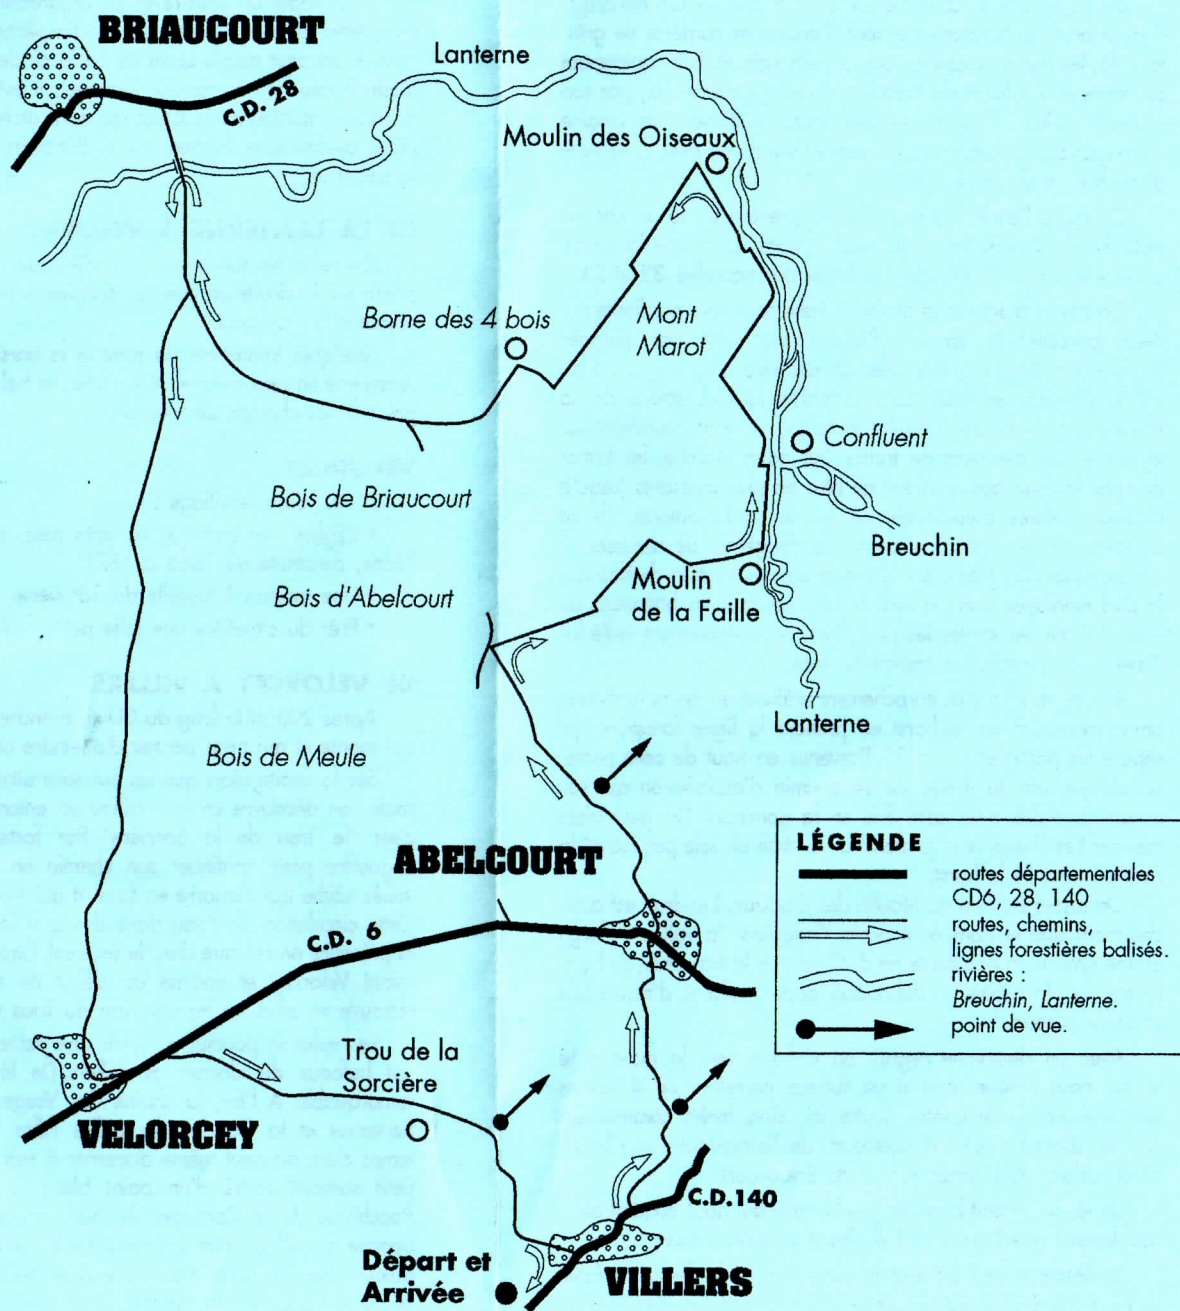 BRIAUCOURT
Lanterne
C.D. 28
Moulin des Oiseaux
Borne des 4 bois
Mont
Marot
Confluent
Bois de Briaucourt
Breuchin
Bois d'Abelcourt
Moulin
de la Faille
Lanterne
Bois de Meule
ABELCOURT
LÉGENDE
routes départementales
CD6, 28, 140
routes, chemins,
lignes forestières balisés.
rivières :
Breuchin, Lanterne.
point de vue.
C.D. 6
Trou de la
Sorcière
VELORCEY
C.D.140
Départ et
Arrivée
VILLERS